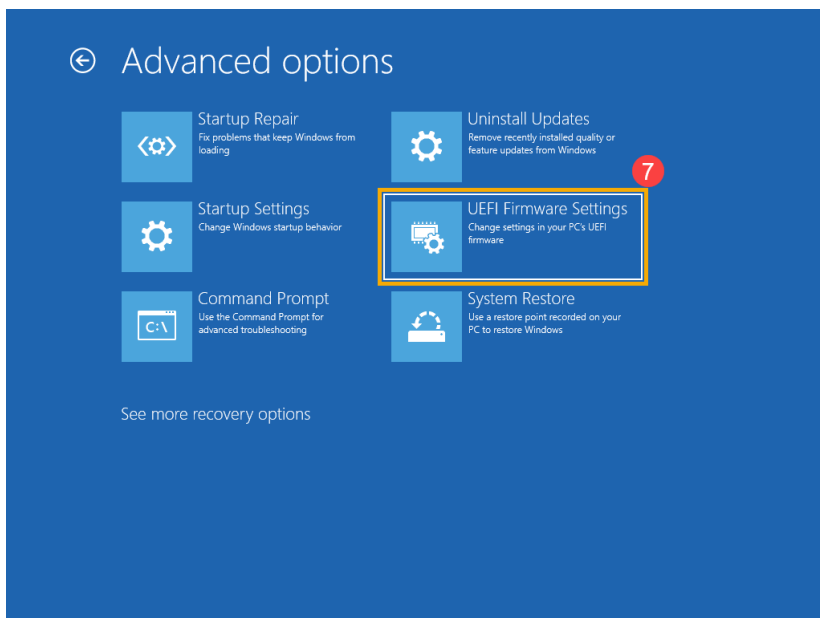 Advanced options
Startup Repair
Fix problems that keep Windows from
loading
Uninstall Updates
Remove recently installed quality or
feature updates from Windows
7
Startup Settings
Change Windows startup behavior
UEFI Firmware Settings
Change settings in your PC's UEFI
firmware
Command Prompt
Use the Command Prompt for
advanced troubleshooting
C:\
System Restore
Use a restore point recorded on your
PC to restore Windows
See more recovery options